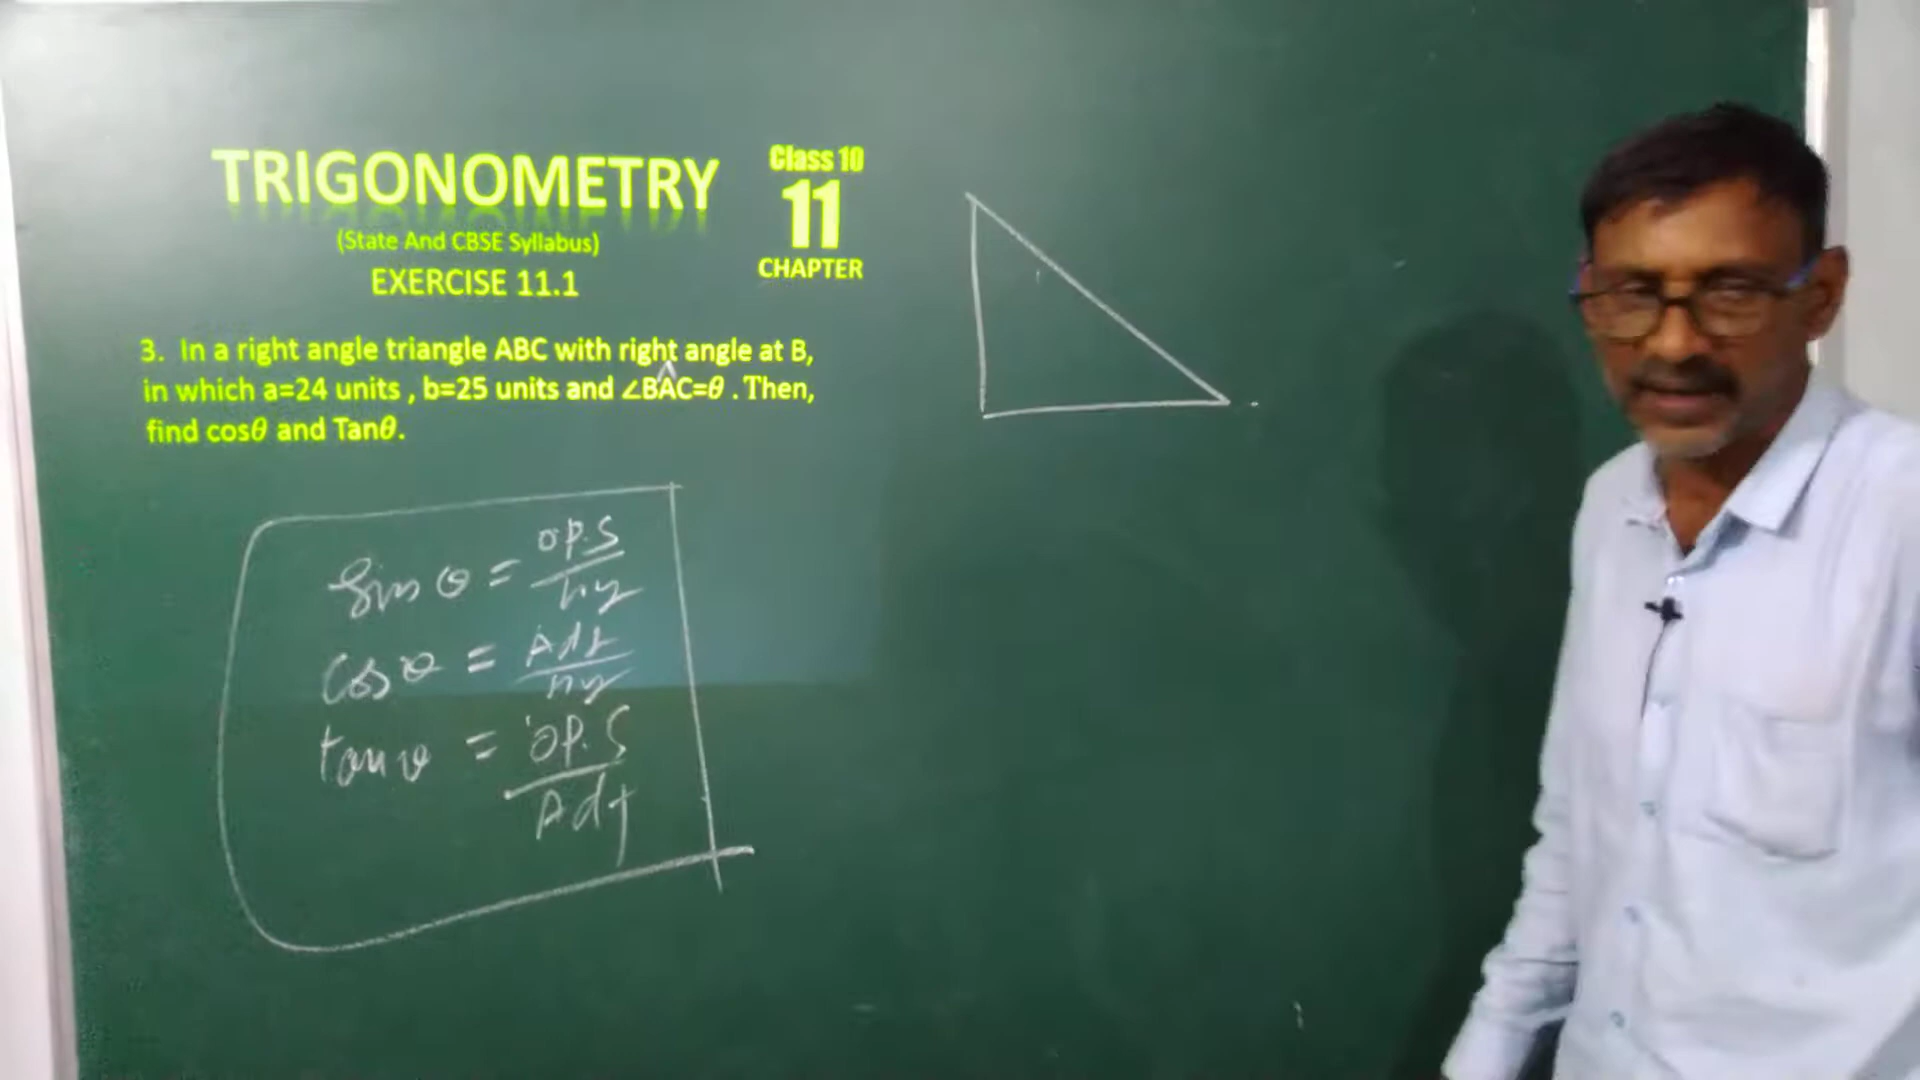 TRIGONOMETRY
(State And CBSE Syllabus)
EXERCISE 11.1
Class 10
11
CHAPTER
3. In a right angle triangle ABC with right angle at B,
in which a=24 units , b=25 units and ∠BAC=θ . Then,
find cosθ and Tanθ.
Sin θ = OP.S / hy
Cos θ = Adj / hy
tan θ = OP.S / Adj